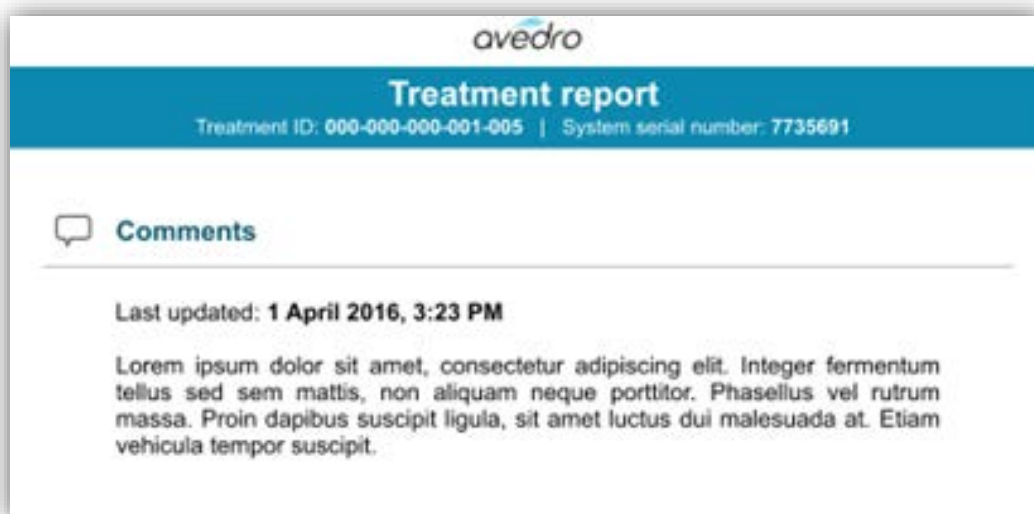 avedro
Treatment report
Treatment ID: 000-000-000-001-005 | System serial number: 7735691
Comments
Last updated: 1 April 2016, 3:23 PM
Lorem ipsum dolor sit amet, consectetur adipiscing elit. Integer fermentum
tellus sed sem mattis, non aliquam neque porttitor. Phasellus vel rutrum
massa. Proin dapibus suscipit ligula, sit amet luctus dui malesuada at. Etiam
vehicula tempor suscipit.